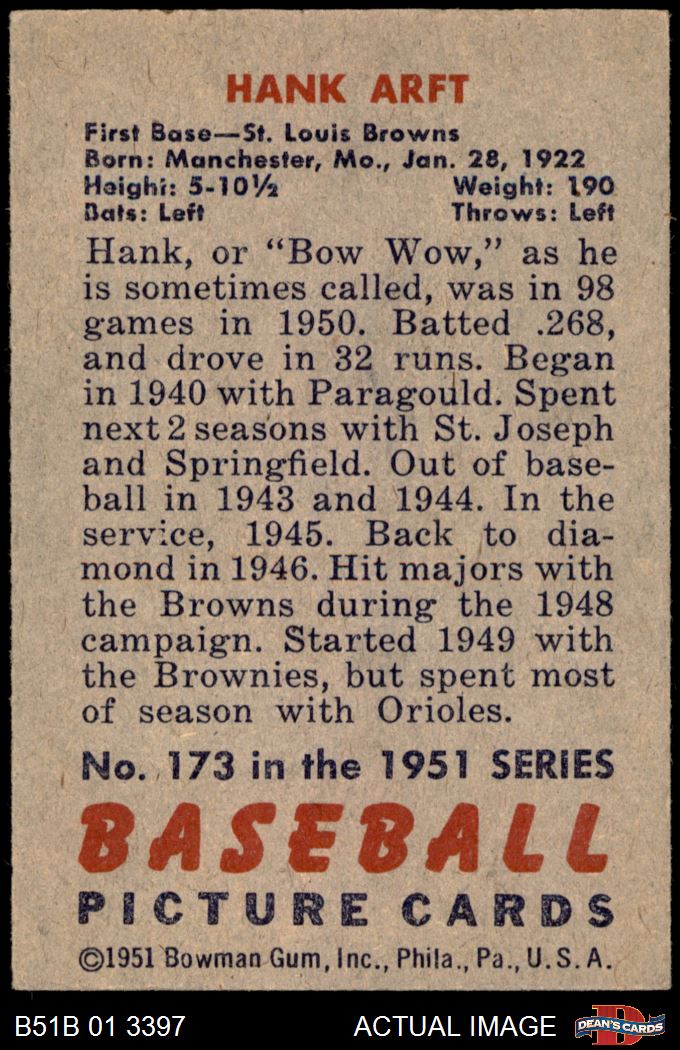 HANK ARFT
First Base—St. Louis Browns
Born: Manchester, Mo., Jan. 28, 1922
Height: 5-10½ Weight: 190
Bats: Left Throws: Left
Hank, or “Bow Wow,” as he
is sometimes called, was in 98
games in 1950. Batted .268,
and drove in 32 runs. Began
in 1940 with Paragould. Spent
next 2 seasons with St. Joseph
and Springfield. Out of base-
ball in 1943 and 1944. In the
service, 1945. Back to dia-
mond in 1946. Hit majors with
the Browns during the 1948
campaign. Started 1949 with
the Brownies, but spent most
of season with Orioles.
No. 173 in the 1951 SERIES
BASEBALL
PICTURE CARDS
©1951 Bowman Gum, Inc., Phila., Pa., U.S.A.
B51B 01 3397 ACTUAL IMAGE D DEAN'S CARDS